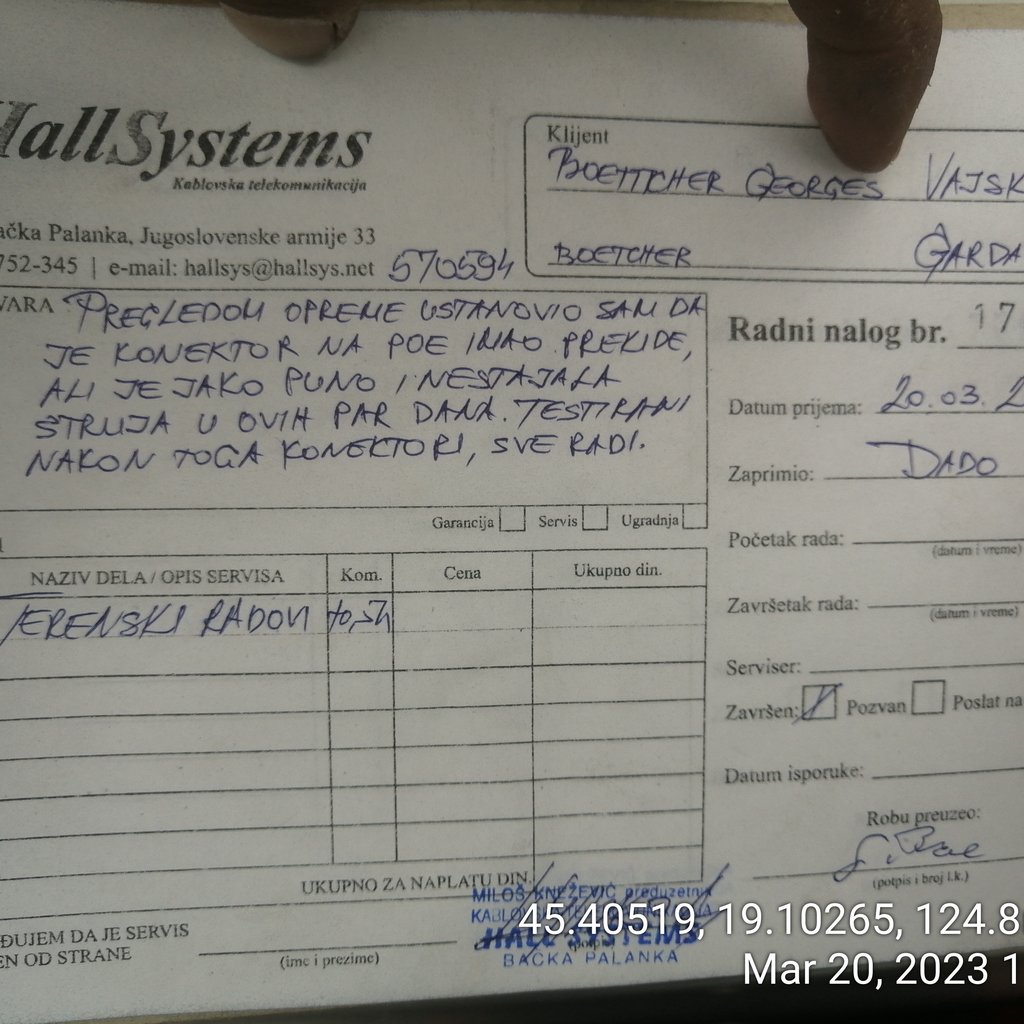 HallSystems
Kablovska telekomunikacija
ačka Palanka, Jugoslovenske armije 33
752-345 | e-mail: hallsys@hallsys.net 570594
Klijent
BOETTCHER GEORGES VAJSK
BOETCHER GARDA
VARA PREGLEDOM OPREME USTANOVIO SAM DA
JE KONEKTOR NA POE IMAO PREKIDE,
ALI JE JAKO PUNO I NESTAJALA
STRUJA U OVIH PAR DANA. TESTIRANI
NAKON TOGA KONEKTORI, SVE RADI.
Garancija Servis Ugradnja
NAZIV DELA / OPIS SERVISA Kom. Cena Ukupno din.
TERENSKI RADOVI
UKUPNO ZA NAPLATU DIN.
ĐUJEM DA JE SERVIS
EN OD STRANE
(ime i prezime)
Radni nalog br. 17
Datum prijema: 20.03.2
Zaprimio: DADO
Početak rada:
(datum i vreme)
Završetak rada:
(datum i vreme)
Serviser:
Završen: Pozvan Poslat na
Datum isporuke:
Robu preuzeo:
(potpis i broj l.k.)
MILOŠ KNEŽEVIĆ preduzetnik
HALL SYSTEMS
BAČKA PALANKA
45.40519, 19.10265, 124.8
Mar 20, 2023 1